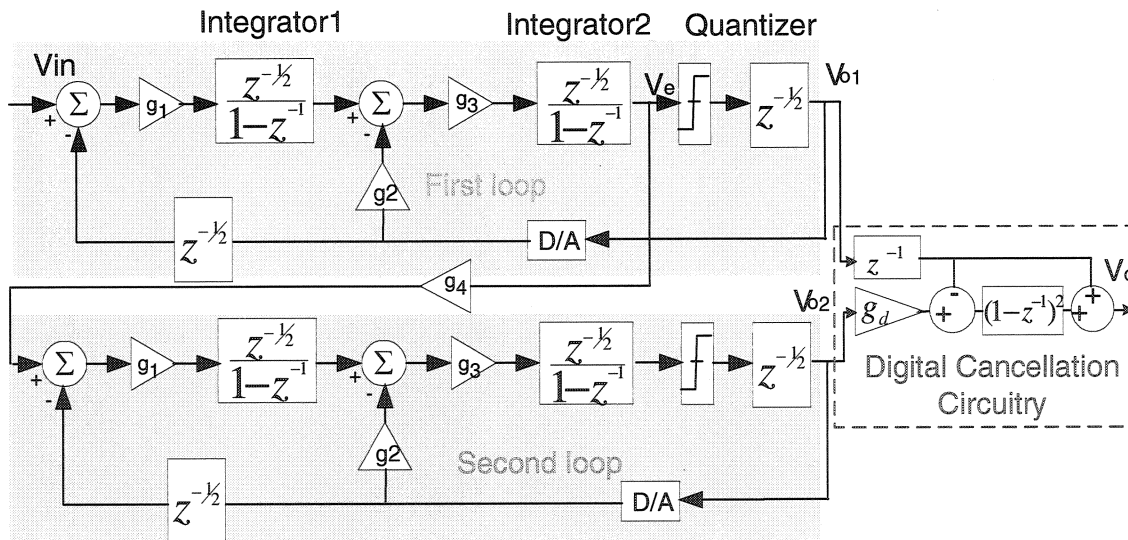 Integrator1 Integrator2 Quantizer
Vin
Σ
+
-
g1
z^-½
1-z^-1
Σ
+
-
g3
z^-½
1-z^-1
Ve
z^-½
Vo1
g2
First loop
z^-½
D/A
g4
z^-1
Vo2
gd
-
+
(1-z^-1)^2
+
+
Digital Cancellation
Circuitry
Σ
+
-
g1
z^-½
1-z^-1
Σ
+
-
g3
z^-½
1-z^-1
z^-½
g2
Second loop
z^-½
D/A